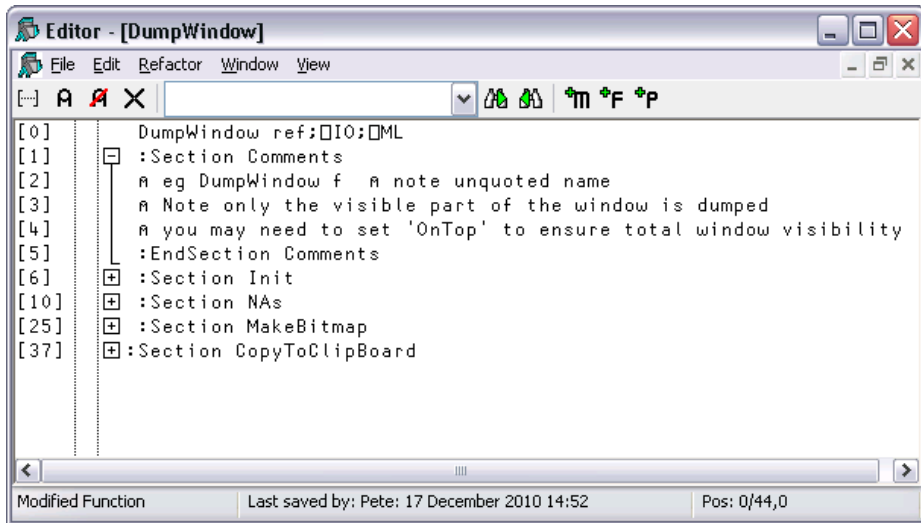 Editor - [DumpWindow]
File Edit Refactor Window View
[···] ⍝ ⍝ X +m +F +P
[0] DumpWindow ref;⎕IO;⎕ML
[1] :Section Comments
[2] ⍝ eg DumpWindow f ⍝ note unquoted name
[3] ⍝ Note only the visible part of the window is dumped
[4] ⍝ you may need to set 'OnTop' to ensure total window visibility
[5] :EndSection Comments
[6] :Section Init
[10] :Section NAs
[25] :Section MakeBitmap
[37] :Section CopyToClipBoard
Modified Function Last saved by: Pete: 17 December 2010 14:52 Pos: 0/44,0